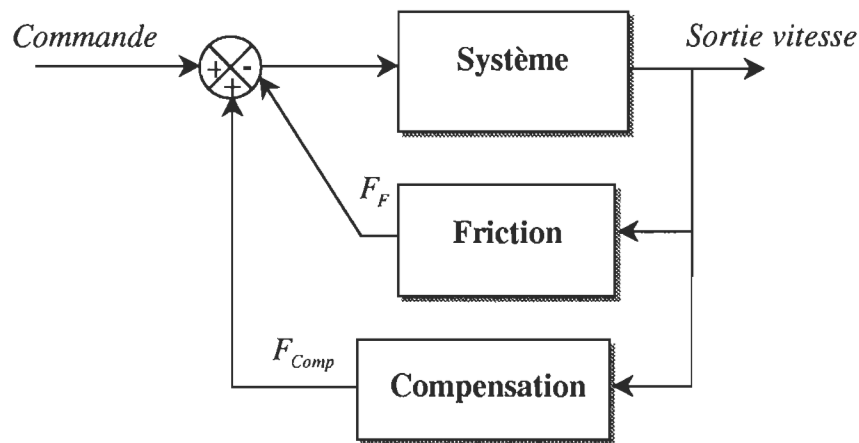 Commande
Système
Sortie vitesse
+ -
+
F_F
Friction
F_Comp
Compensation